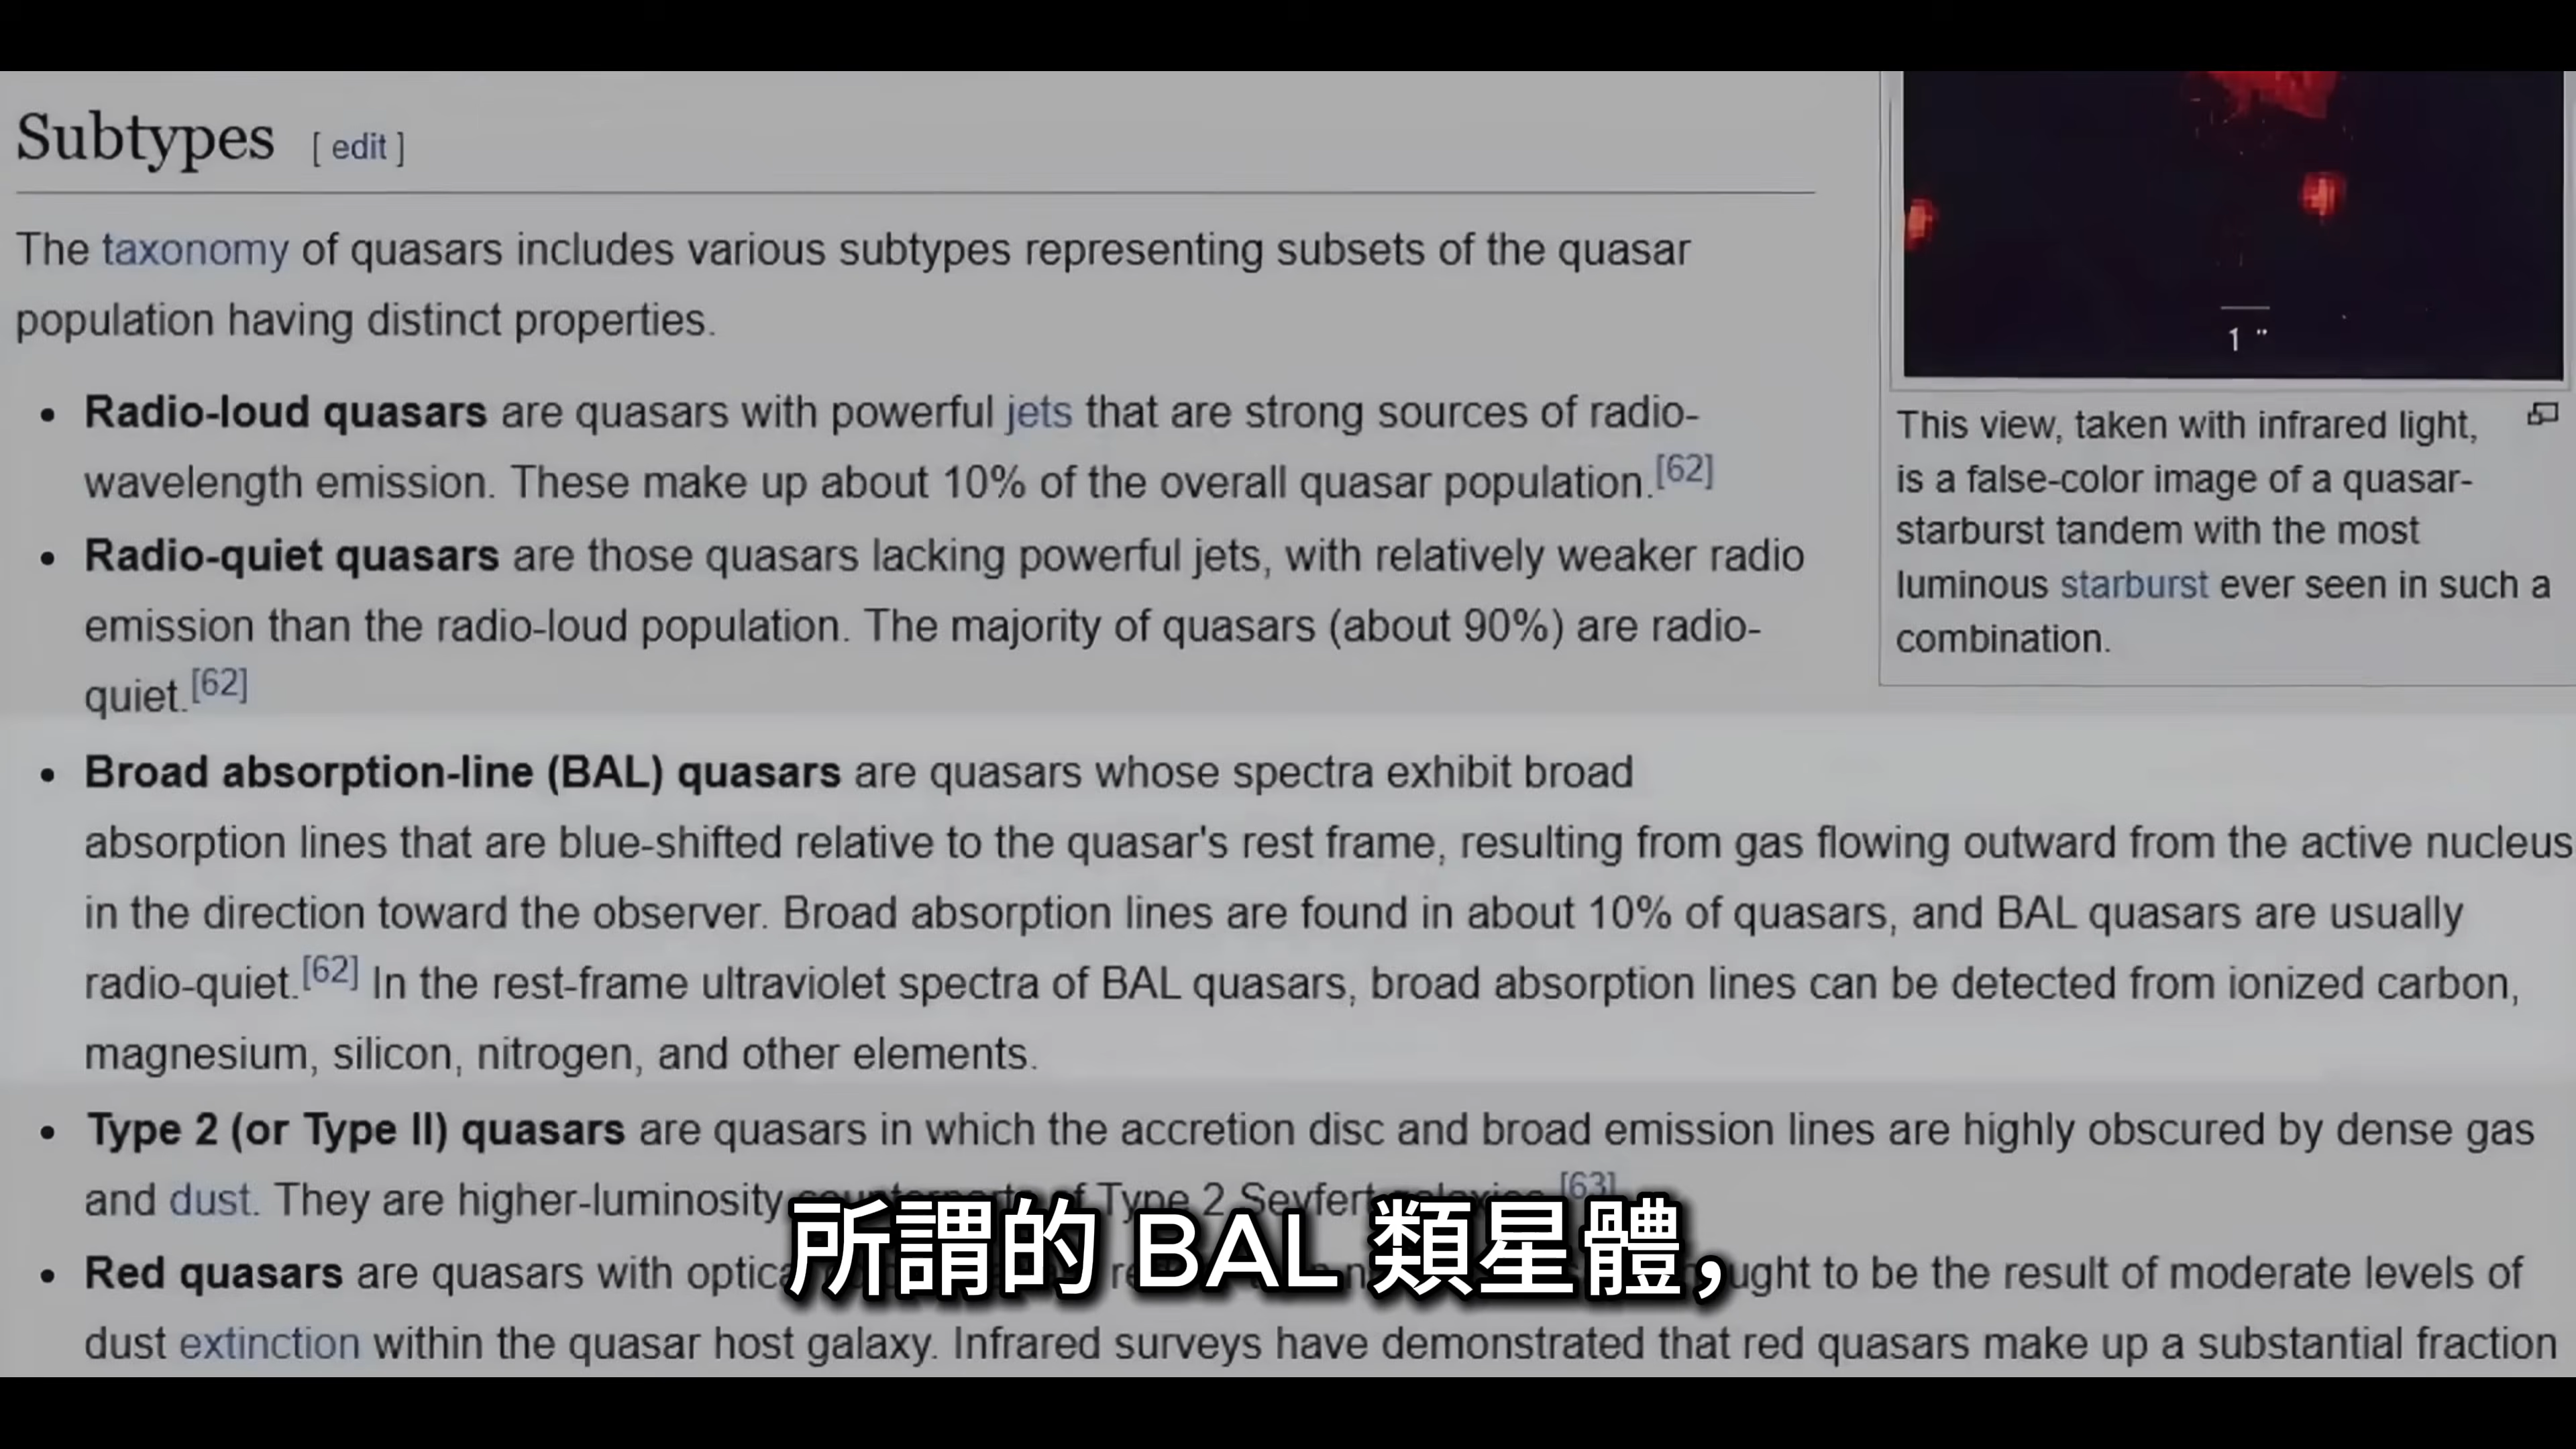 Subtypes [ edit ]
The taxonomy of quasars includes various subtypes representing subsets of the quasar
population having distinct properties.
• Radio-loud quasars are quasars with powerful jets that are strong sources of radio-
wavelength emission. These make up about 10% of the overall quasar population.[62]
• Radio-quiet quasars are those quasars lacking powerful jets, with relatively weaker radio
emission than the radio-loud population. The majority of quasars (about 90%) are radio-
quiet.[62]
1 "
This view, taken with infrared light,
is a false-color image of a quasar-
starburst tandem with the most
luminous starburst ever seen in such a
combination.
• Broad absorption-line (BAL) quasars are quasars whose spectra exhibit broad
absorption lines that are blue-shifted relative to the quasar's rest frame, resulting from gas flowing outward from the active nucleus
in the direction toward the observer. Broad absorption lines are found in about 10% of quasars, and BAL quasars are usually
radio-quiet.[62] In the rest-frame ultraviolet spectra of BAL quasars, broad absorption lines can be detected from ionized carbon,
magnesium, silicon, nitrogen, and other elements.
• Type 2 (or Type II) quasars are quasars in which the accretion disc and broad emission lines are highly obscured by dense gas
and dust. They are higher-luminosity Type 2 Seyfert [63]
• Red quasars are quasars with to be the result of moderate levels of
dust extinction within the quasar host galaxy. Infrared surveys have demonstrated that red quasars make up a substantial fraction
所謂的 BAL 類星體，